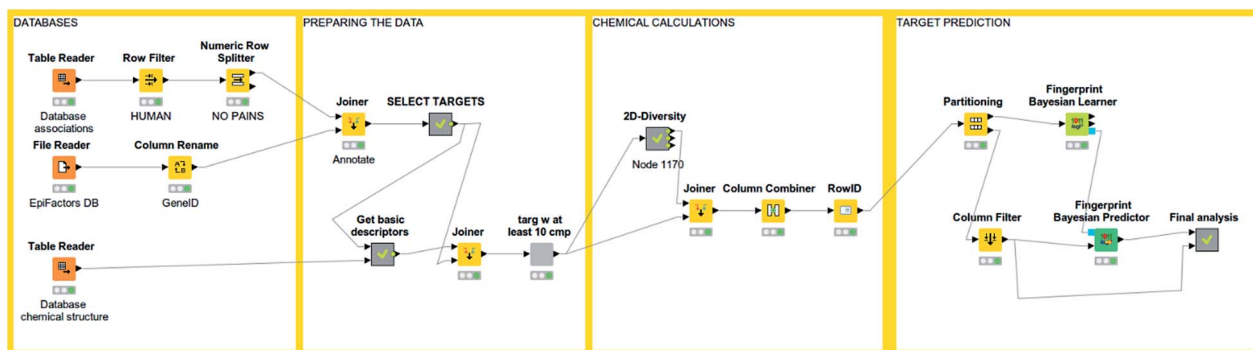 DATABASES
Table Reader
Database
associations
Row Filter
HUMAN
Numeric Row
Splitter
NO PAINS
File Reader
EpiFactors DB
Column Rename
GeneID
Table Reader
Database
chemical structure
PREPARING THE DATA
Joiner
Annotate
SELECT TARGETS
Get basic
descriptors
Joiner
targ w at
least 10 cmp
CHEMICAL CALCULATIONS
2D-Diversity
Node 1170
Joiner
Column Combiner
RowID
TARGET PREDICTION
Partitioning
Fingerprint
Bayesian Learner
Column Filter
Fingerprint
Bayesian Predictor
Final analysis